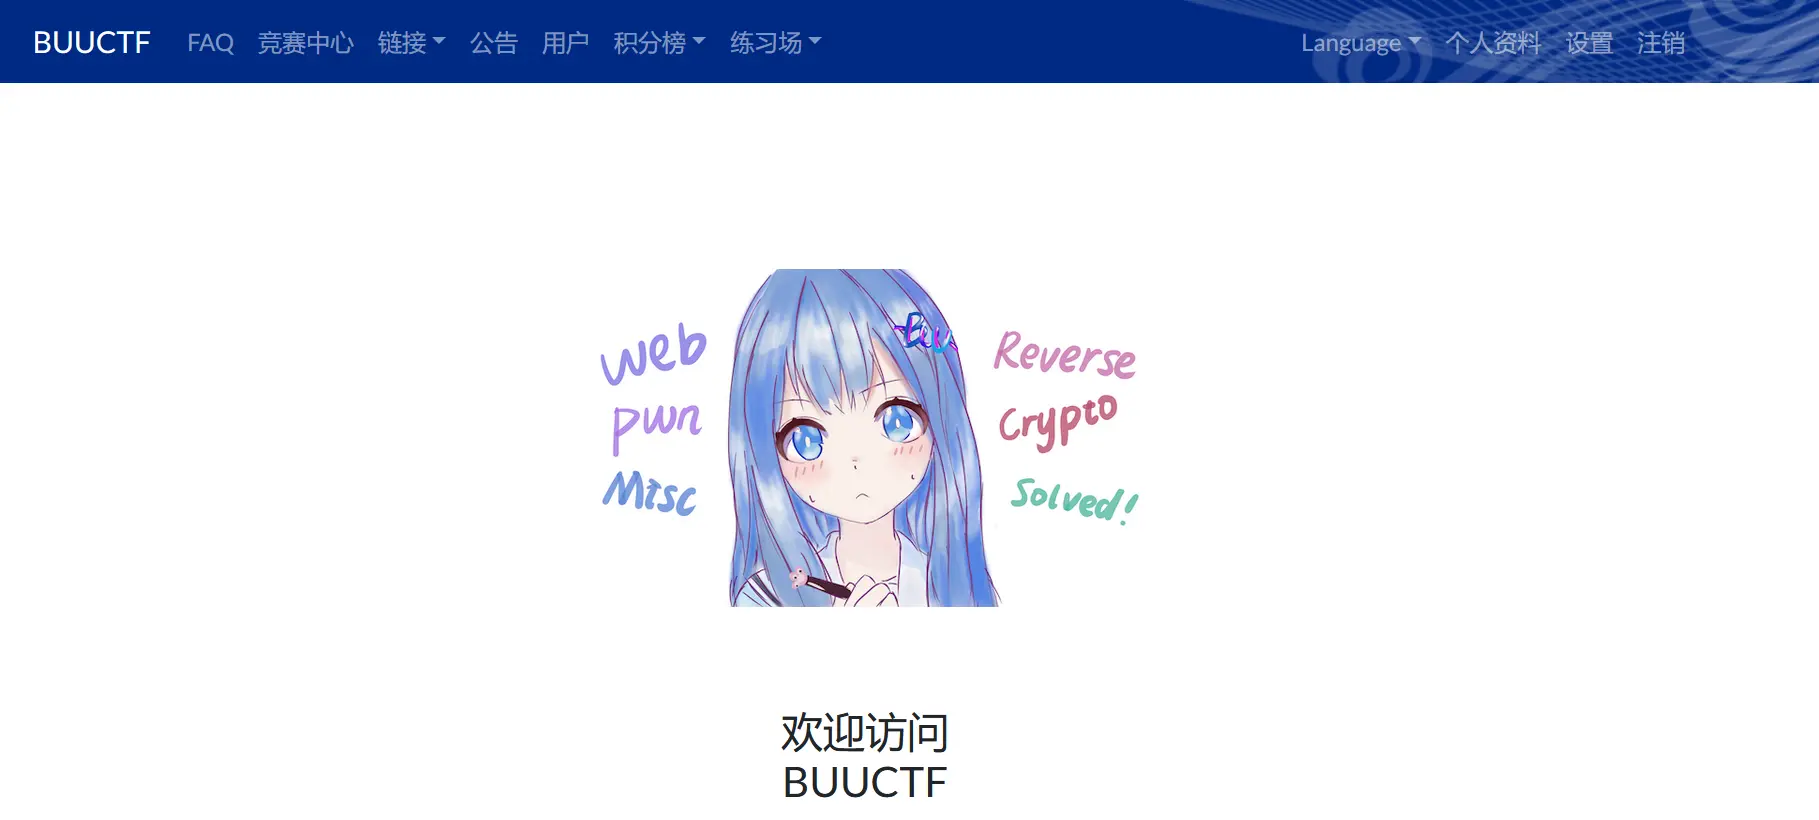 BUUCTF FAQ 竞赛中心 链接 公告 用户 积分榜 练习场 Language 个人资料 设置 注销
Buu
web
pwn
Misc
Reverse
Crypto
Solved!
欢迎访问
BUUCTF